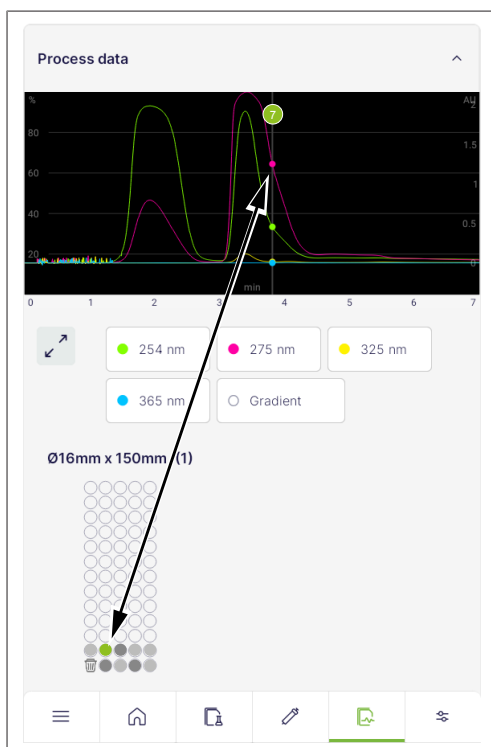 Process data
% AU
7
2
80
1.5
60
1
40
0.5
20
0
min
0 1 2 3 4 5 6 7
254 nm 275 nm 325 nm
365 nm Gradient
Ø16mm x 150mm (1)